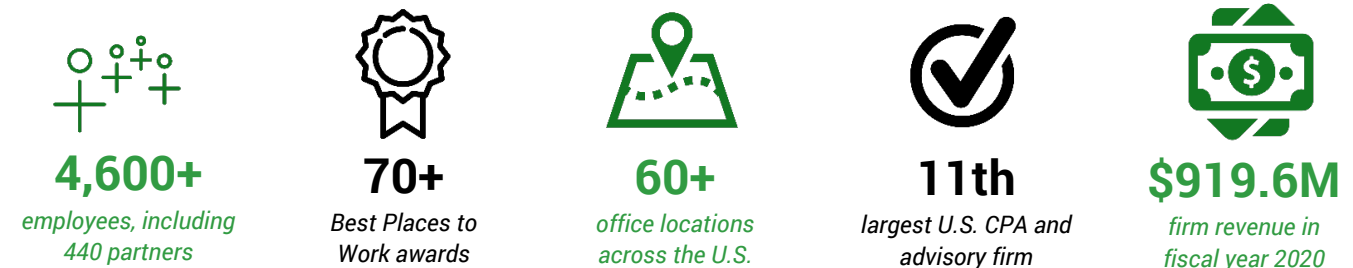 4,600+
employees, including
440 partners
70+
Best Places to
Work awards
60+
office locations
across the U.S.
11th
largest U.S. CPA and
advisory firm
$
$919.6M
firm revenue in
fiscal year 2020